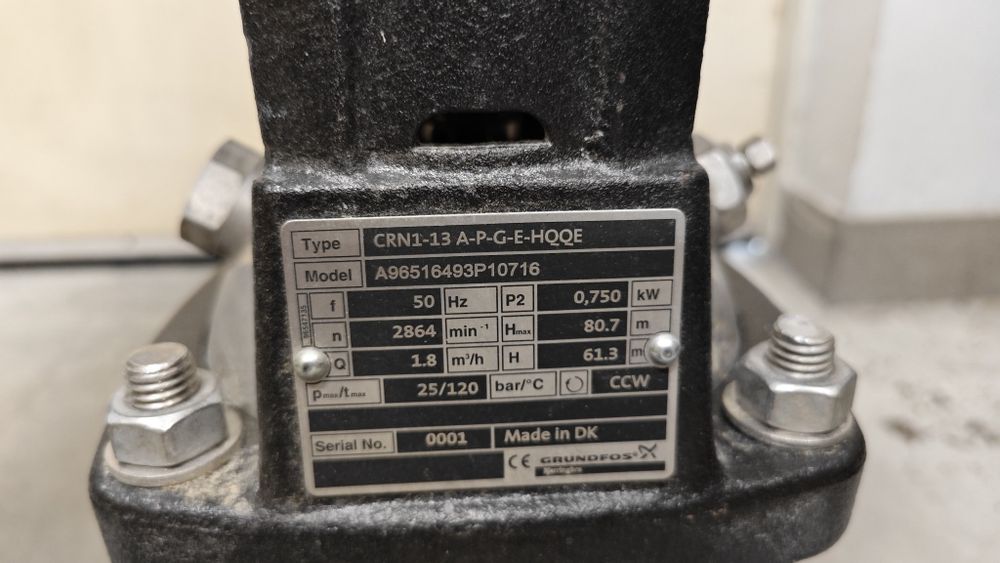 Type CRN1-13 A-P-G-E-HQQE
Model A96516493P10716
f 50 Hz P2 0,750 kW
n 2864 min⁻¹ Hmax 80.7 m
Q 1.8 m³/h H 61.3 m
pmax/tmax 25/120 bar/°C CCW
Serial No. 0001 Made in DK
CE GRUNDFOS X
96547135